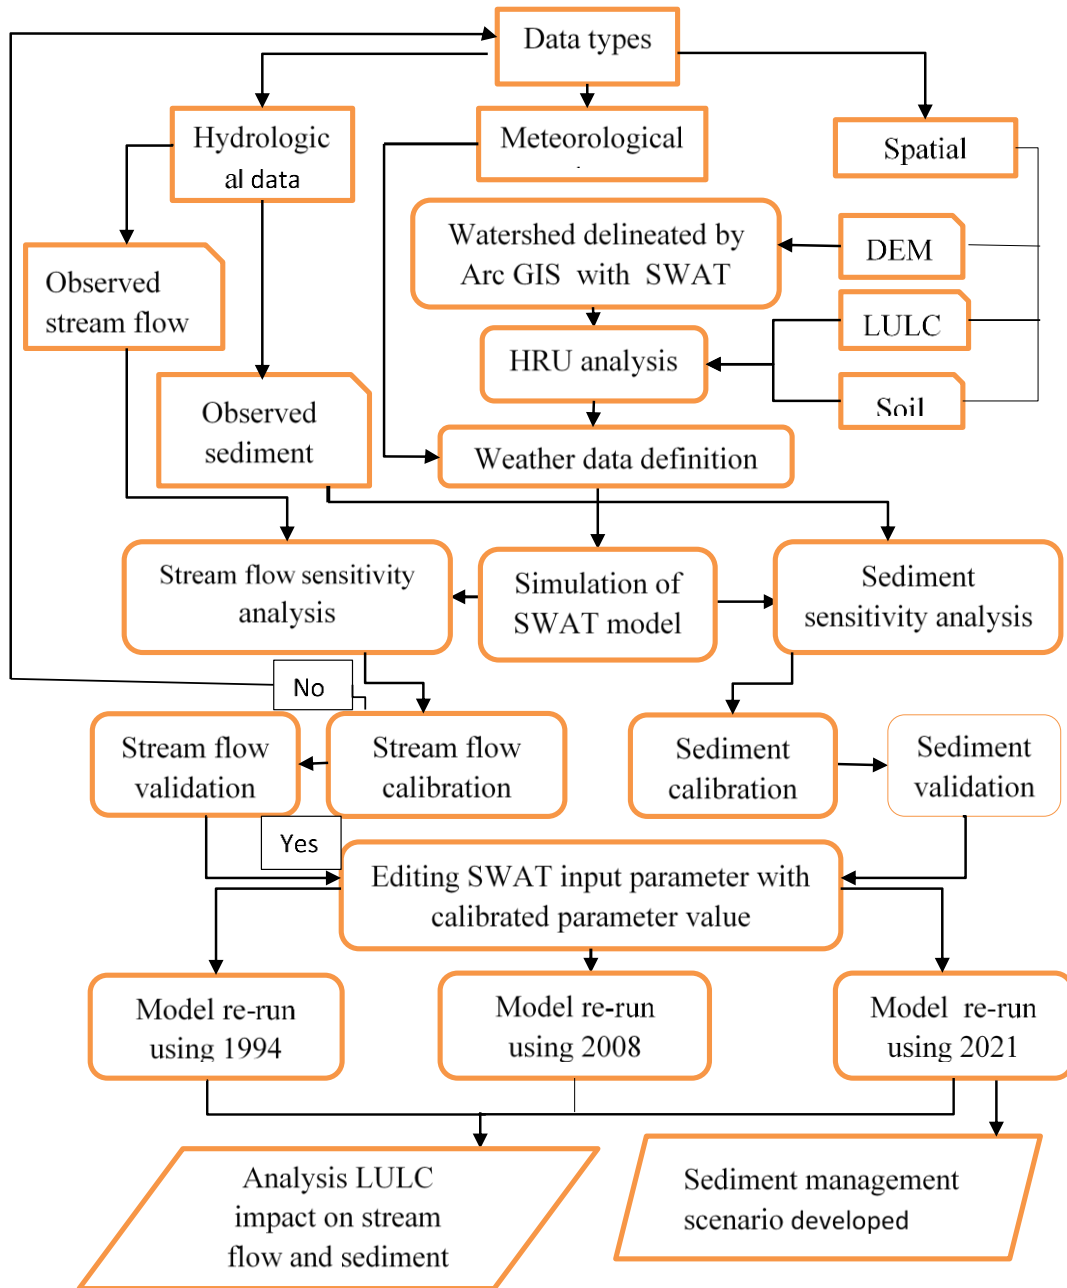 Data types
Hydrologic
al data
Meteorological
Spatial
Watershed delineated by
Arc GIS with SWAT
DEM
Observed
stream flow
LULC
HRU analysis
Soil
Observed
sediment
Weather data definition
Stream flow sensitivity
analysis
Simulation of
SWAT model
Sediment
sensitivity analysis
No
Stream flow
validation
Stream flow
calibration
Sediment
calibration
Sediment
validation
Yes
Editing SWAT input parameter with
calibrated parameter value
Model re-run
using 1994
Model re-run
using 2008
Model re-run
using 2021
Analysis LULC
impact on stream
flow and sediment
Sediment management
scenario developed